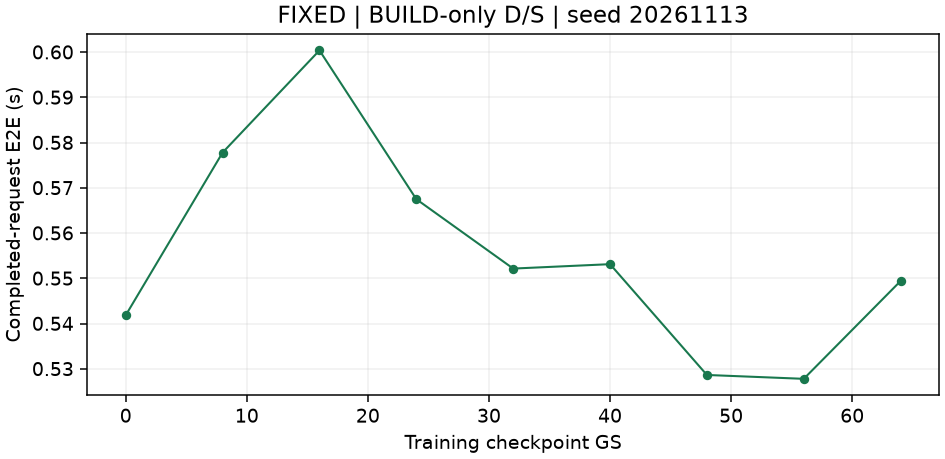 FIXED | BUILD-only D/S | seed 20261113
Completed-request E2E (s)
0.60
0.59
0.58
0.57
0.56
0.55
0.54
0.53
0 10 20 30 40 50 60
Training checkpoint GS